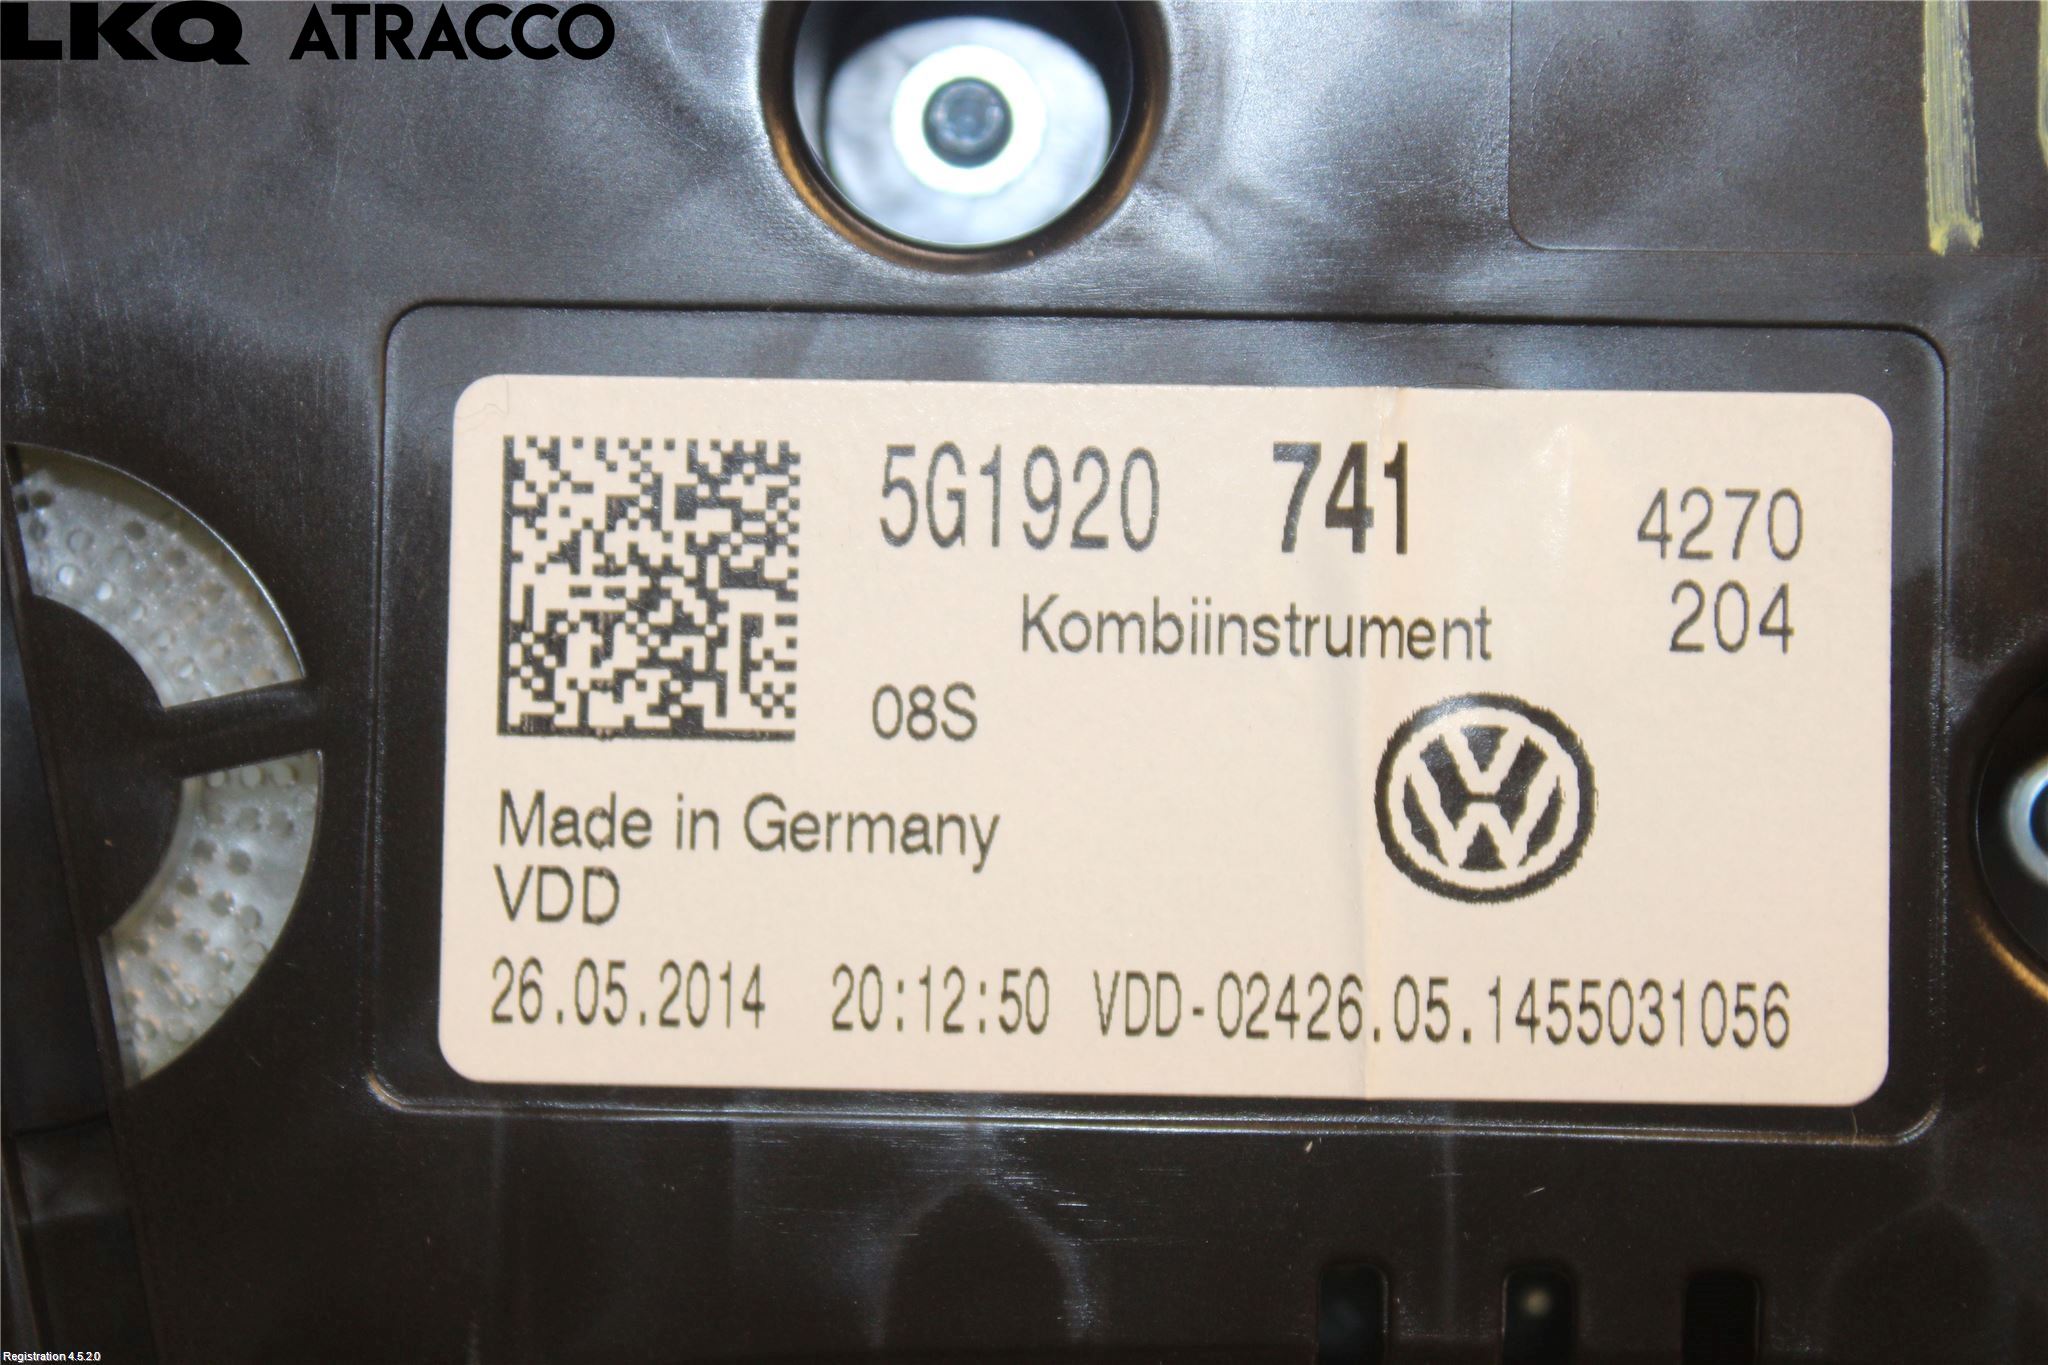 LKQ ATRACCO
5G1920 741 4270
Kombiinstrument 204
08S
Made in Germany
VDD
26.05.2014 20:12:50 VDD-02426.05.1455031056
Registration 4.5.2.0